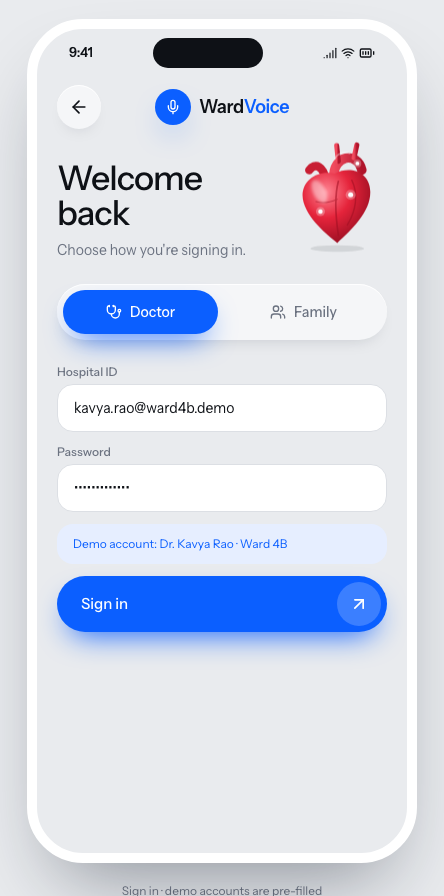 9:41
WardVoice
Welcome
back
Choose how you're signing in.
Doctor
Family
Hospital ID
kavya.rao@ward4b.demo
Password
•••••••••••••
Demo account: Dr. Kavya Rao · Ward 4B
Sign in
Sign in · demo accounts are pre-filled